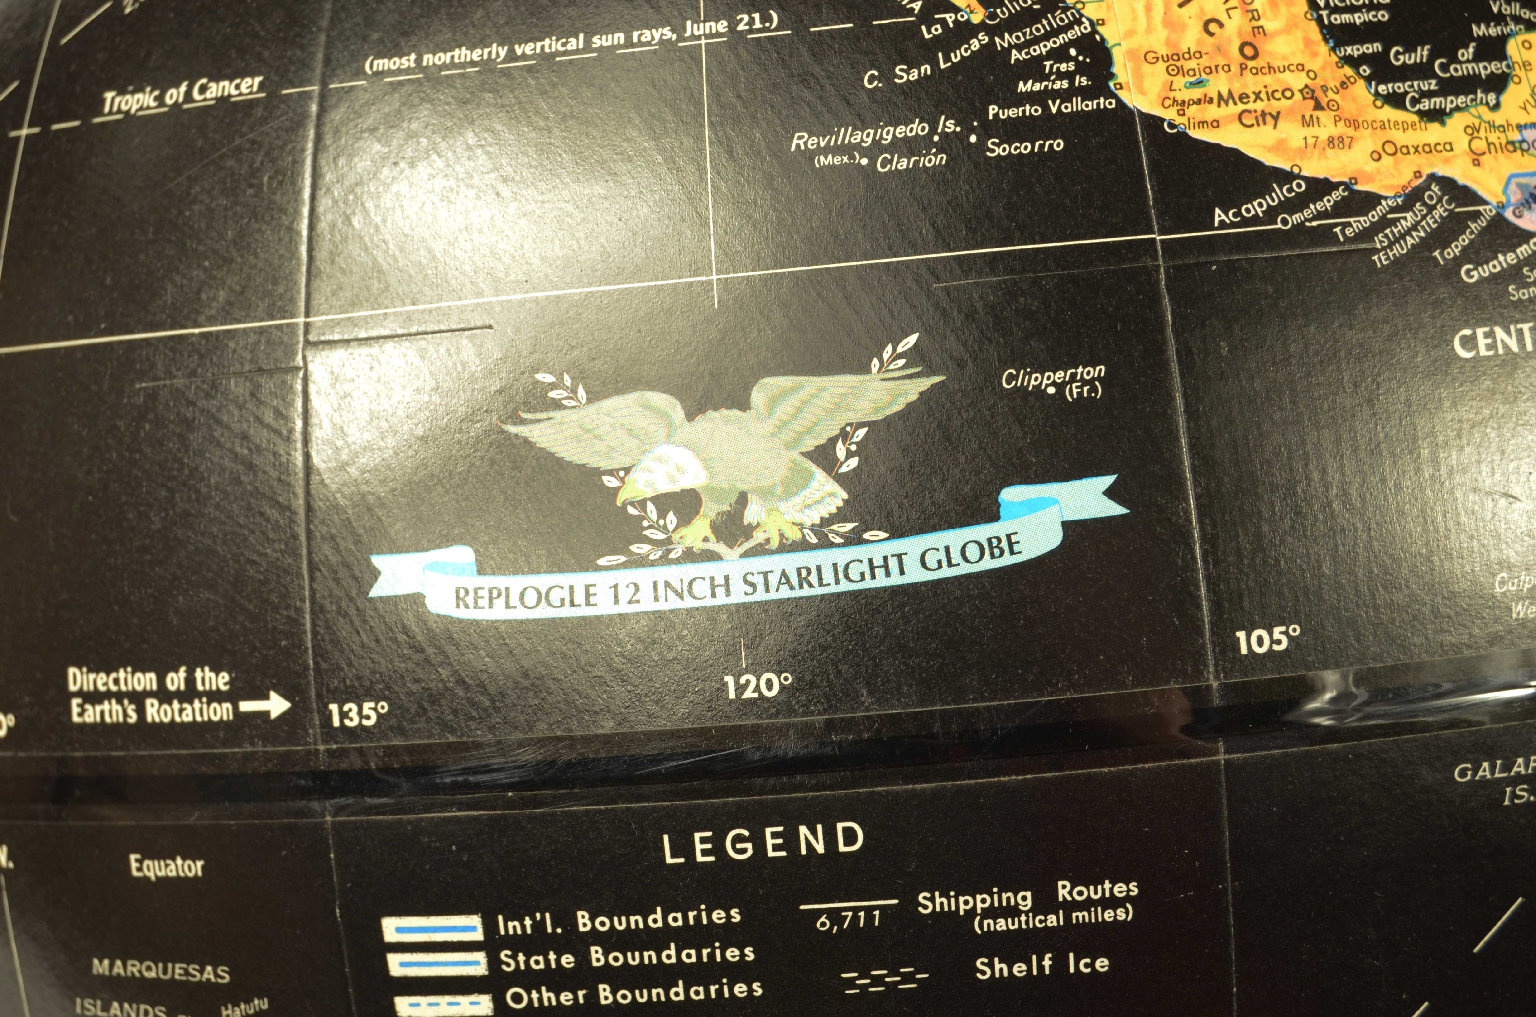 Tropic of Cancer
(most northerly vertical sun rays, June 21.)
La Paz
C. San Lucas
Mazatlán
Acaponeta
Tres
Marías Is.
Puerto Vallarta
Revillagigedo Is.
(Mex.)
Clarión
Socorro
Tampico
Guada-
lajara
Pachuca
L.
Chapala
Mexico
City
Colima
Mt. Popocatepetl
17,887
Oaxaca
Veracruz
Gulf of
Campeche
Campeche
Acapulco
Ometepec
Tehuantepec
ISTHMUS OF
TEHUANTEPEC
Tapachula
Clipperton
(Fr.)
REPLOGLE 12 INCH STARLIGHT GLOBE
Direction of the
Earth's Rotation
135°
120°
105°
Equator
MARQUESAS
ISLANDS
Hatutu
LEGEND
Int'l. Boundaries
State Boundaries
Other Boundaries
6,711
Shipping Routes
(nautical miles)
Shelf Ice
IS.